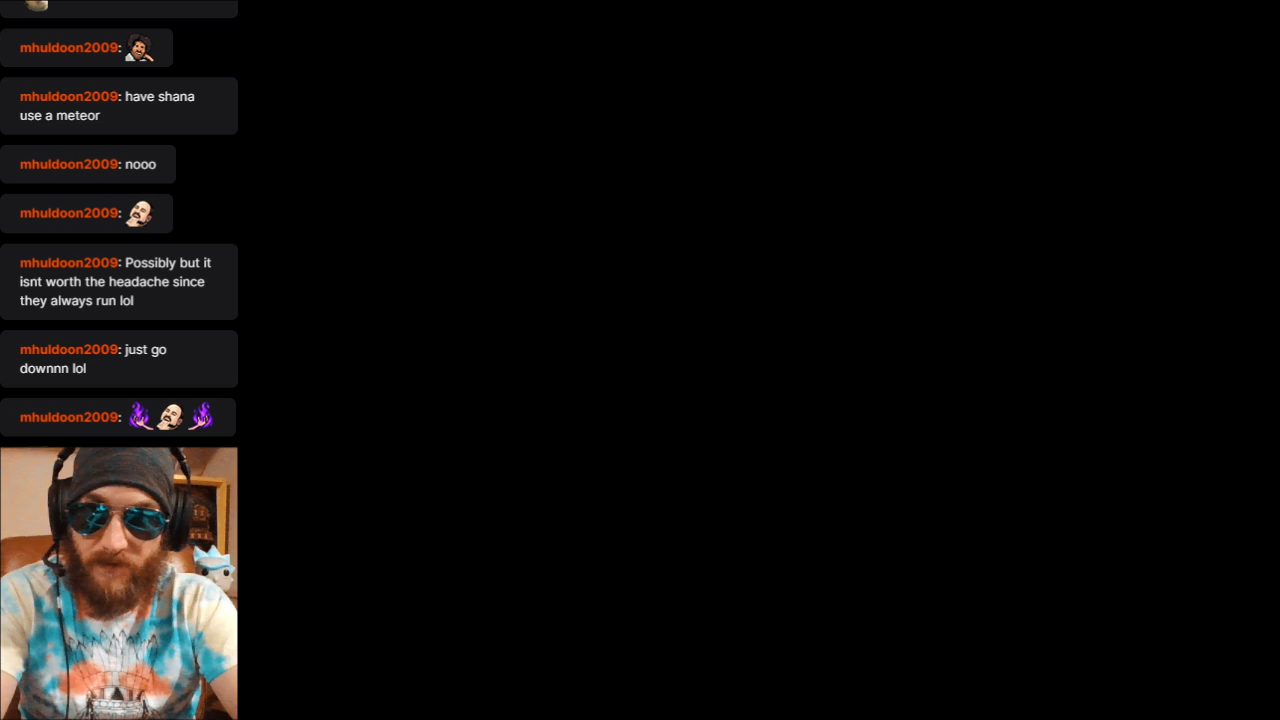 mhuldoon2009:
mhuldoon2009: have shana
use a meteor
mhuldoon2009: nooo
mhuldoon2009:
mhuldoon2009: Possibly but it
isnt worth the headache since
they always run lol
mhuldoon2009: just go
downnn lol
mhuldoon2009: